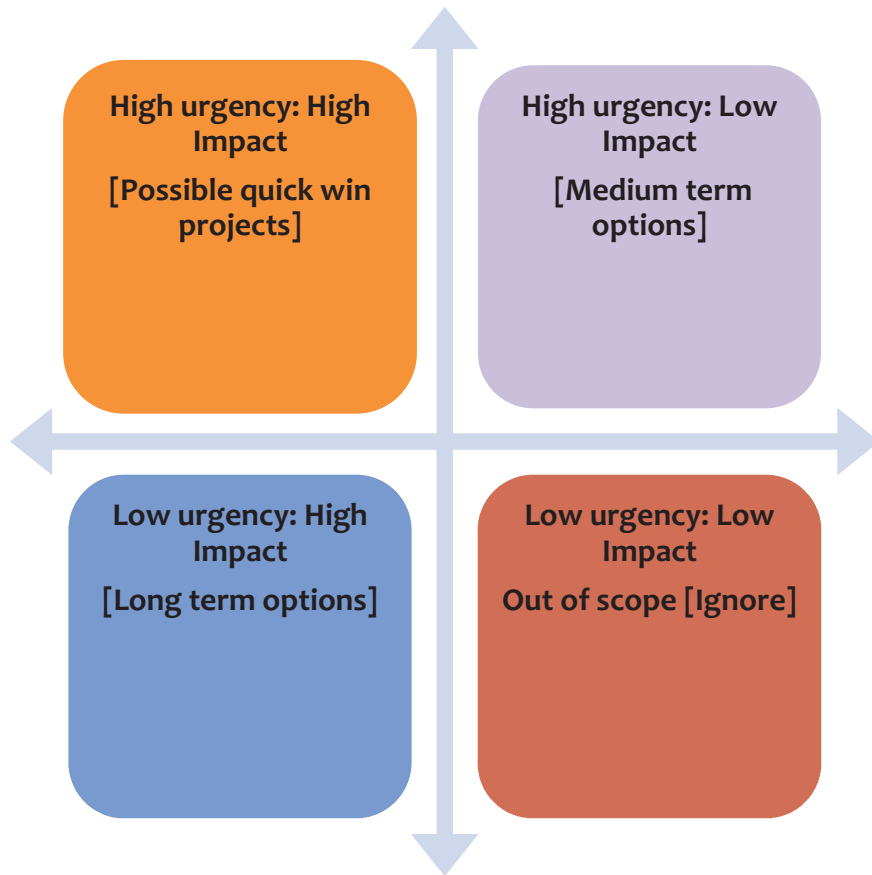 High urgency: High
Impact
[Possible quick win
projects]
High urgency: Low
Impact
[Medium term
options]
Low urgency: High
Impact
[Long term options]
Low urgency: Low
Impact
Out of scope [Ignore]